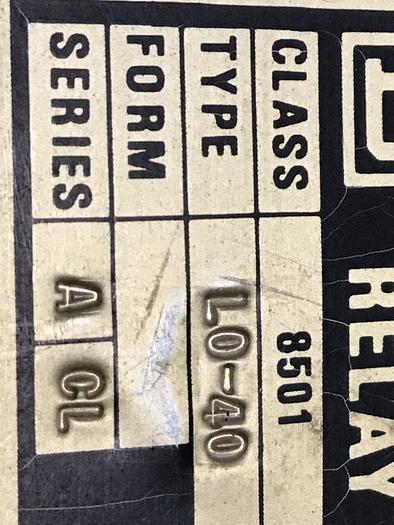 RELAY
CLASS 8501
TYPE LO-40
FORM
SERIES A CL